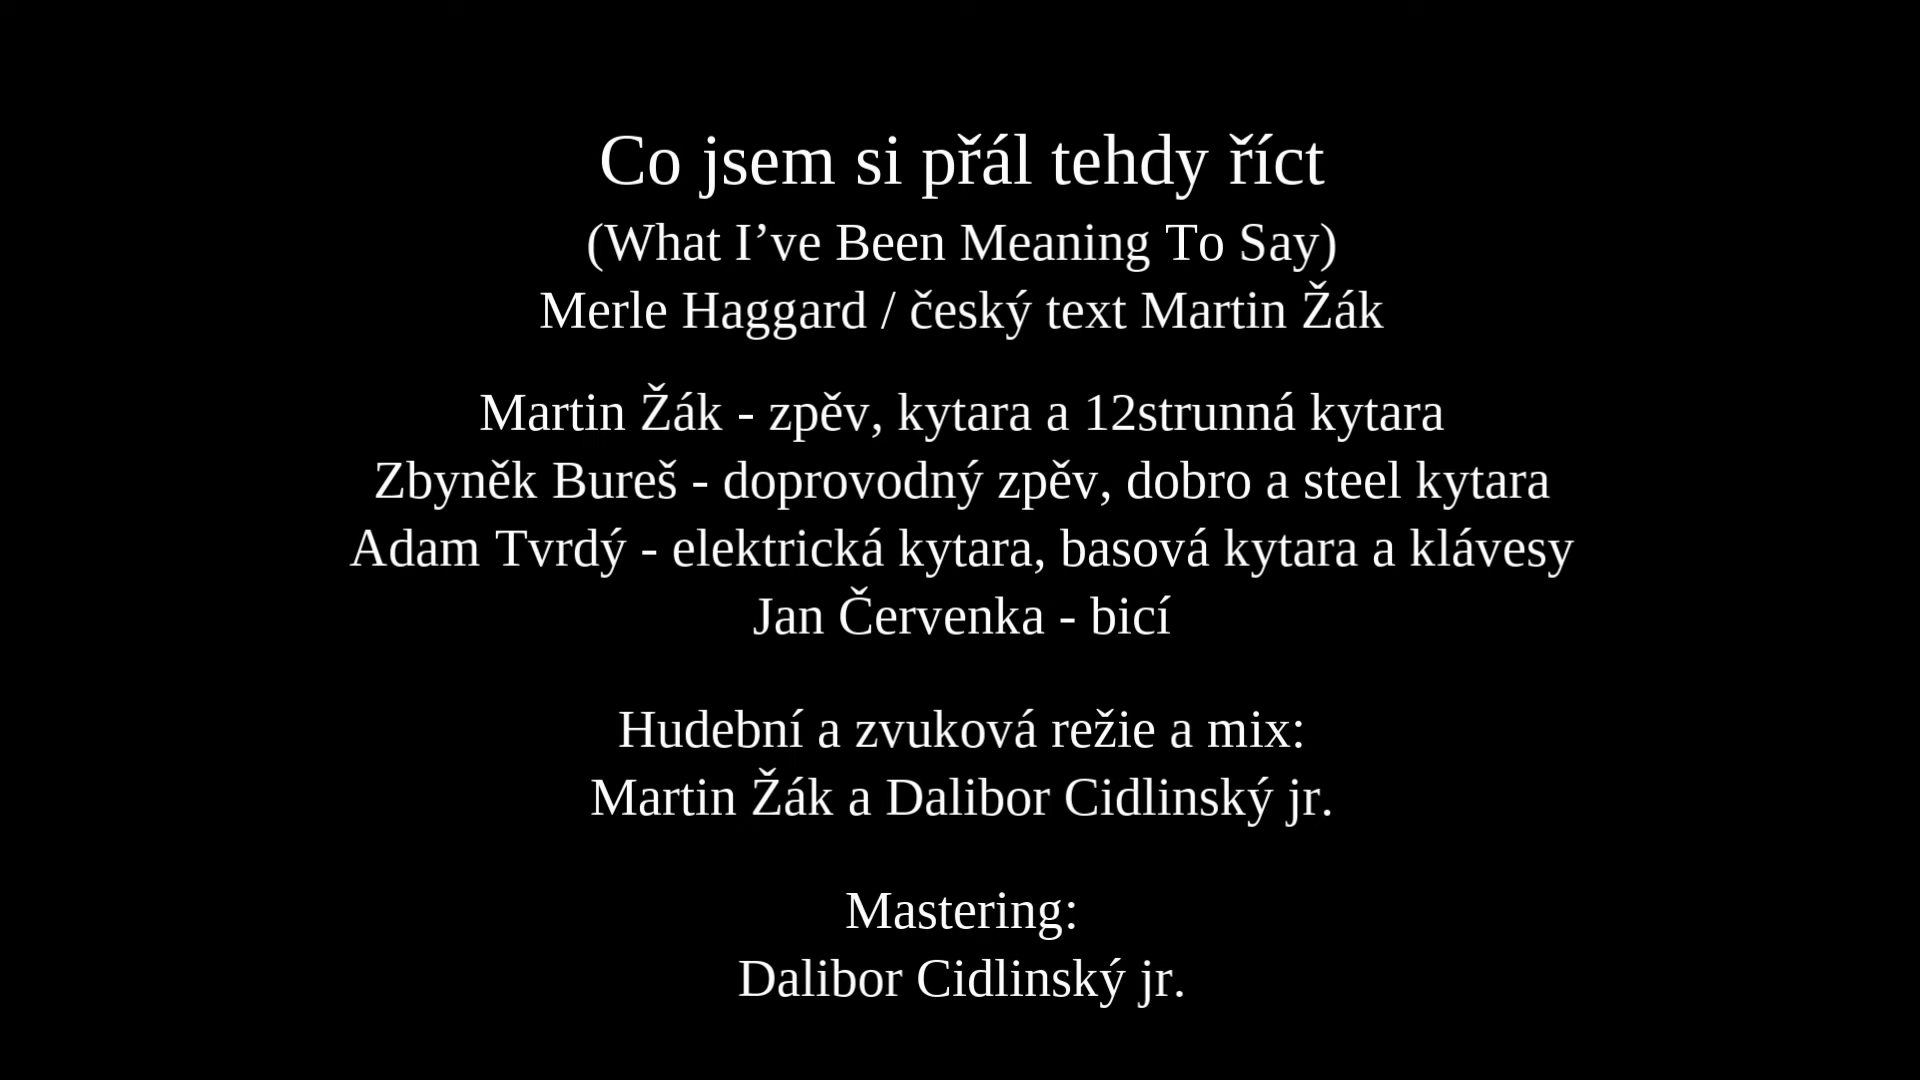 Co jsem si přál tehdy říct
(What I’ve Been Meaning To Say)
Merle Haggard / český text Martin Žák
Martin Žák - zpěv, kytara a 12strunná kytara
Zbyněk Bureš - doprovodný zpěv, dobro a steel kytara
Adam Tvrdý - elektrická kytara, basová kytara a klávesy
Jan Červenka - bicí
Hudební a zvuková režie a mix:
Martin Žák a Dalibor Cidlinský jr.
Mastering:
Dalibor Cidlinský jr.